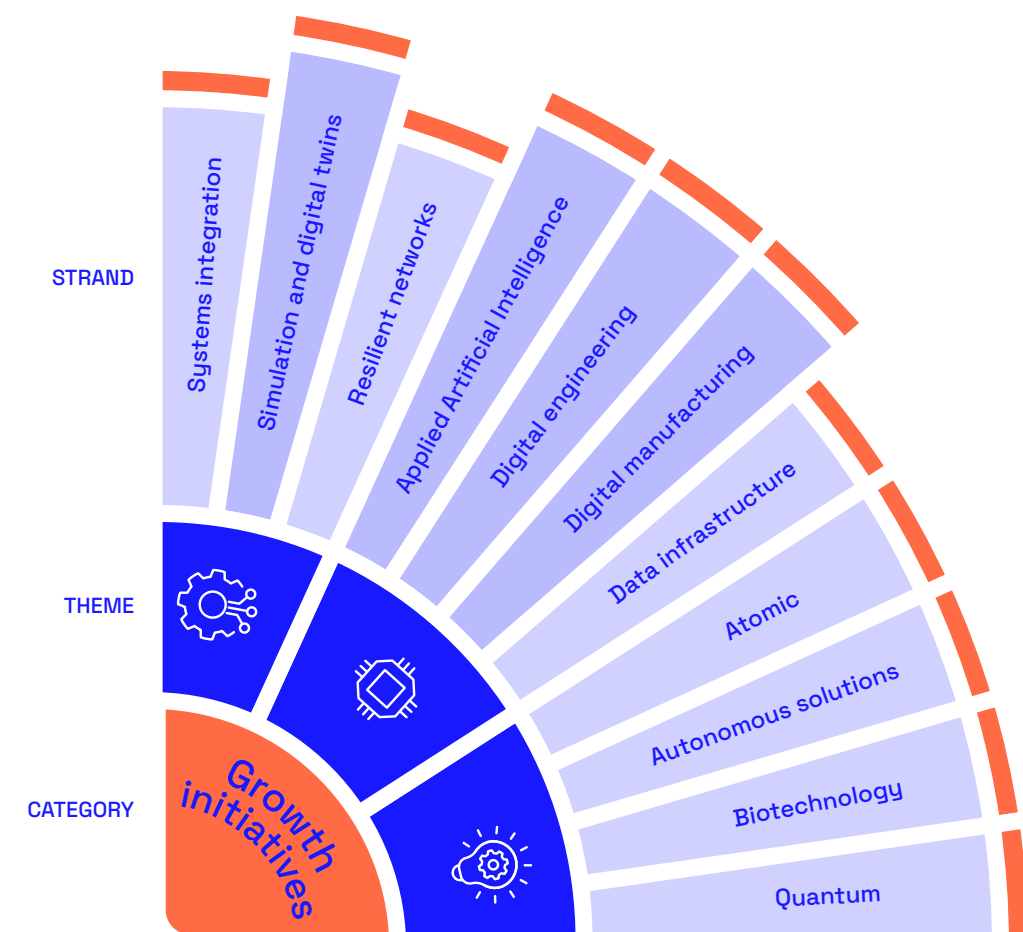 STRAND
THEME
CATEGORY
Systems integration
Simulation and digital twins
Resilient networks
Applied Artificial Intelligence
Digital engineering
Digital manufacturing
Data infrastructure
Atomic
Autonomous solutions
Biotechnology
Quantum
Growth
initiatives